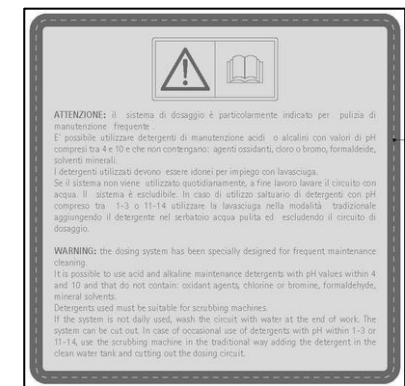 ATTENZIONE: il sistema di dosaggio è particolarmente indicato per pulizia di
manutenzione frequente .
E' possibile utilizzare detergenti di manutenzione acidi o alcalini con valori di pH
compresi tra 4 e 10 e che non contengano: agenti ossidanti, cloro o bromo, formaldeide,
solventi minerali.
I detergenti utilizzati devono essere idonei per impiego con lavasciuga.
Se il sistema non viene utilizzato quotidianamente, a fine lavoro lavare il circuito con
acqua. Il sistema è escludibile. In caso di utilizzo saltuario di detergenti con pH
compreso tra 1-3 o 11-14 utilizzare la lavasciuga nella modalità tradizionale
aggiungendo il detergente nel serbatoio acqua pulita ed escludendo il circuito di
dosaggio.
WARNING: the dosing system has been specially designed for frequent maintenance
cleaning.
It is possible to use acid and alkaline maintenance detergents with pH values within 4
and 10 and that do not contain: oxidant agents, chlorine or bromine, formaldehyde,
mineral solvents.
Detergents used must be suitable for scrubbing machines.
If the system is not daily used, wash the circuit with water at the end of work. The
system can be cut out. In case of occasional use of detergents with pH within 1-3 or
11-14, use the scrubbing machine in the traditional way adding the detergent in the
clean water tank and cutting out the dosing circuit.